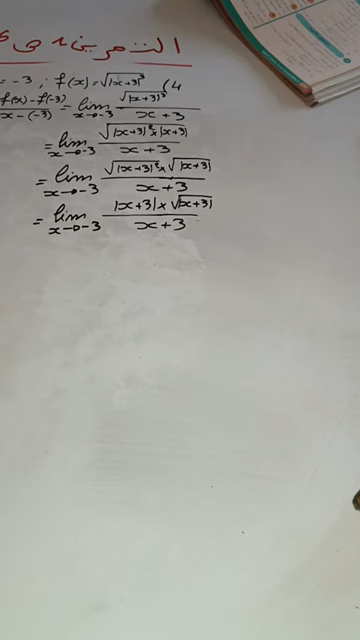 التمرين
= -3 ; f(x) = √|x+3|³ (4
f(x) - f(-3) / x - (-3) = lim x→-3 √|x+3|³ / x+3
= lim x→-3 √|x+3|² × |x+3| / x+3
= lim x→-3 √|x+3|² × √|x+3| / x+3
= lim x→-3 |x+3| × √|x+3| / x+3